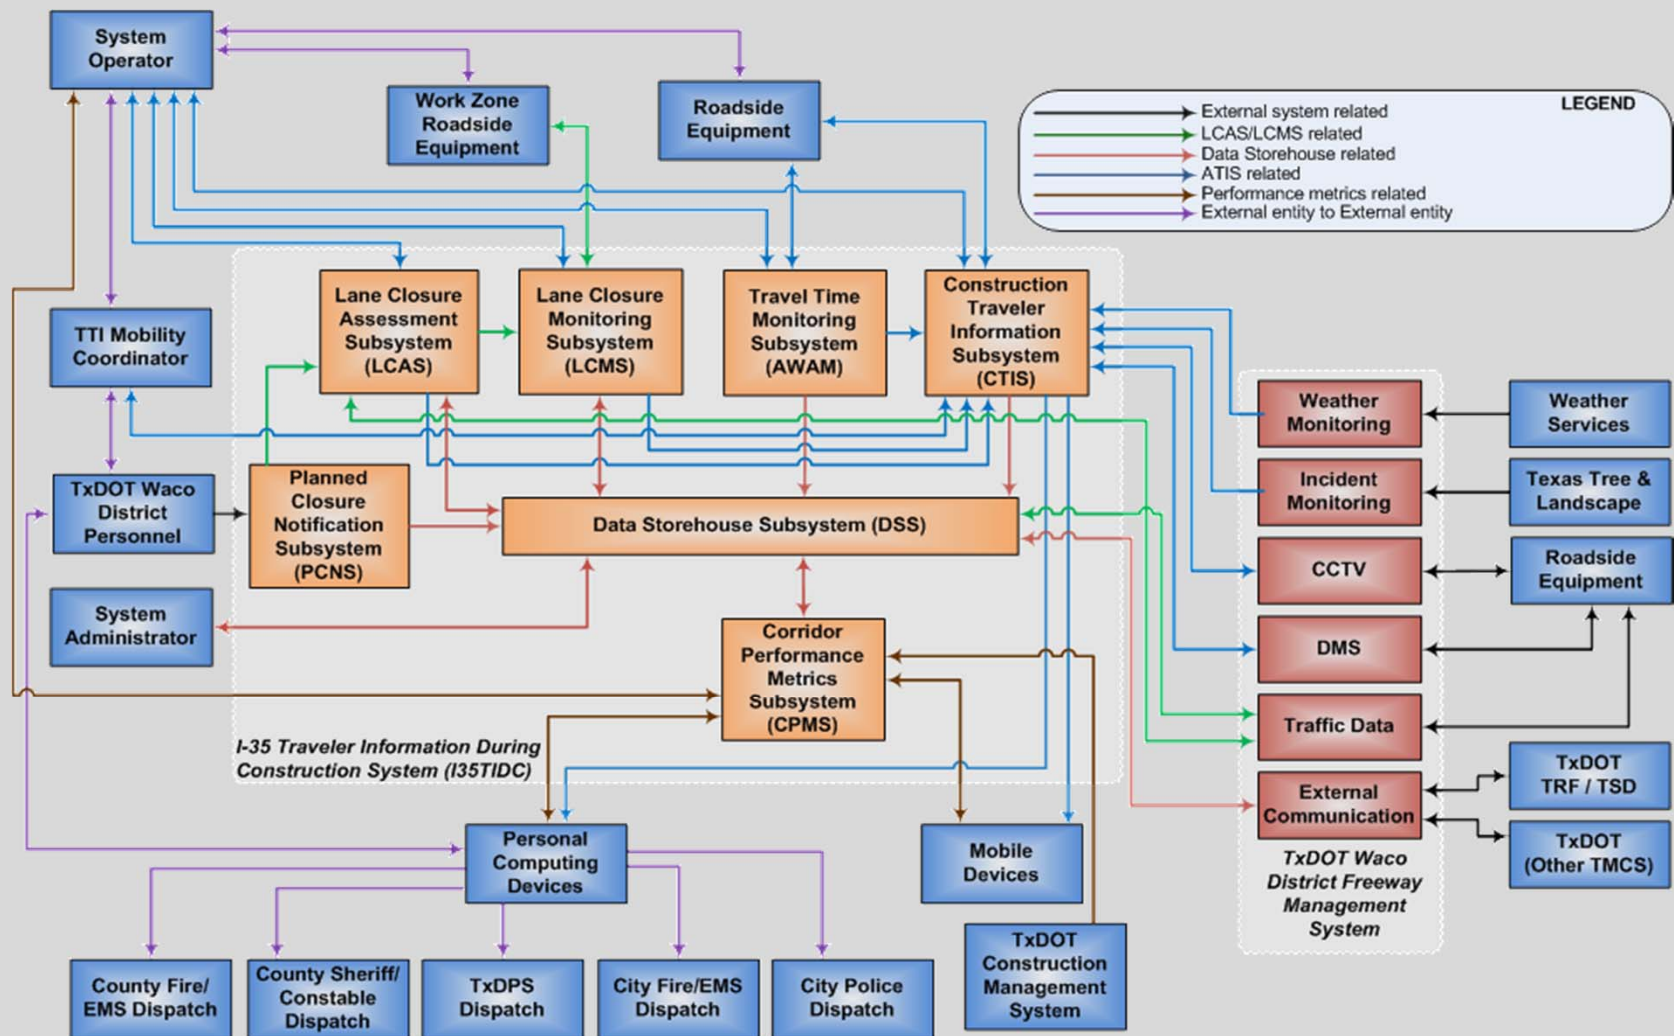 System
Operator
Work Zone
Roadside
Equipment
Roadside
Equipment
LEGEND
External system related
LCAS/LCMS related
Data Storehouse related
ATIS related
Performance metrics related
External entity to External entity
Lane Closure
Assessment
Subsystem
(LCAS)
Lane Closure
Monitoring
Subsystem
(LCMS)
Travel Time
Monitoring
Subsystem
(AWAM)
Construction
Traveler
Information
Subsystem
(CTIS)
TTI Mobility
Coordinator
Weather
Monitoring
Weather
Services
Incident
Monitoring
Texas Tree &
Landscape
TxDOT Waco
District
Personnel
Planned
Closure
Notification
Subsystem
(PCNS)
Data Storehouse Subsystem (DSS)
CCTV
Roadside
Equipment
System
Administrator
Corridor
Performance
Metrics
Subsystem
(CPMS)
DMS
Traffic Data
I-35 Traveler Information During
Construction System (I35TIDC)
External
Communication
TxDOT
TRF / TSD
TxDOT
(Other TMCS)
TxDOT Waco
District Freeway
Management
System
Personal
Computing
Devices
Mobile
Devices
TxDOT
Construction
Management
System
County Fire/
EMS Dispatch
County Sheriff/
Constable
Dispatch
TxDPS
Dispatch
City Fire/EMS
Dispatch
City Police
Dispatch